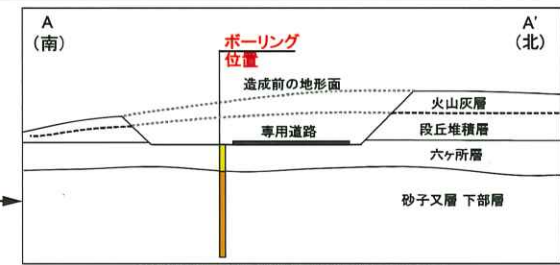 A
（南）
ボーリング
位置
A'
（北）
造成前の地形面
火山灰層
専用道路
段丘堆積層
六ヶ所層
砂子又層 下部層